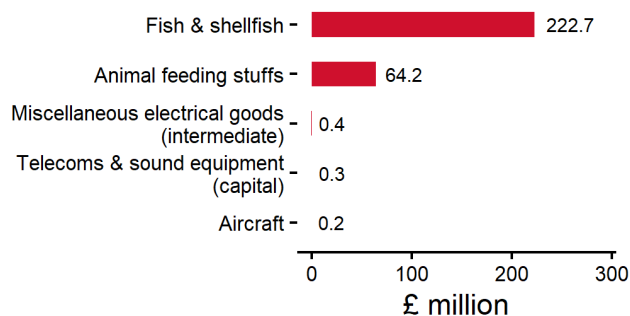 Fish & shellfish
222.7
Animal feeding stuffs
64.2
Miscellaneous electrical goods
(intermediate)
0.4
Telecoms & sound equipment
(capital)
0.3
Aircraft
0.2
0 100 200 300
£ million